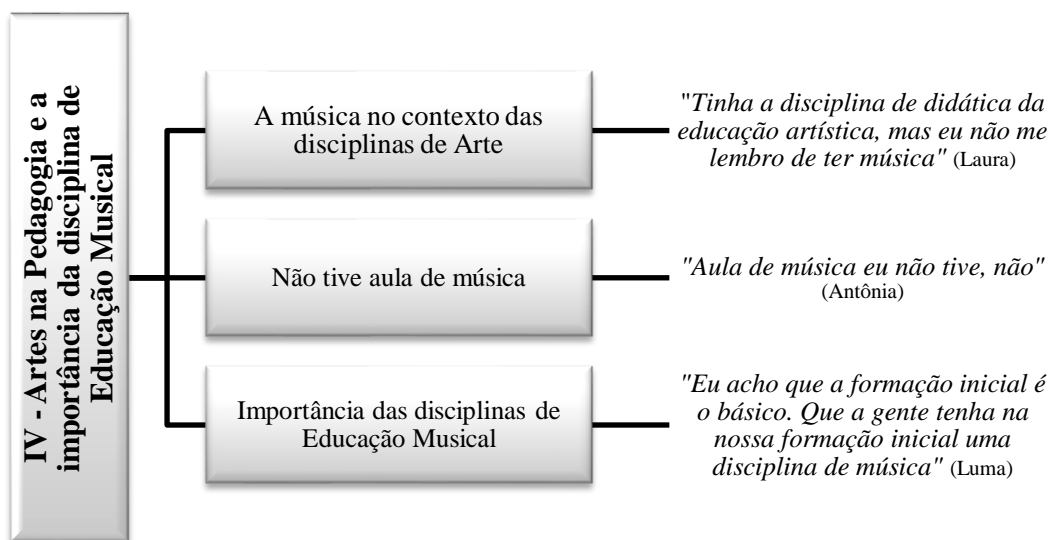 IV - Artes na Pedagogia e a
importância da disciplina de
Educação Musical
A música no contexto das
disciplinas de Arte
"Tinha a disciplina de didática da
educação artística, mas eu não me
lembro de ter música" (Laura)
Não tive aula de música
"Aula de música eu não tive, não"
(Antônia)
Importância das disciplinas de
Educação Musical
"Eu acho que a formação inicial é
o básico. Que a gente tenha na
nossa formação inicial uma
disciplina de música" (Luma)